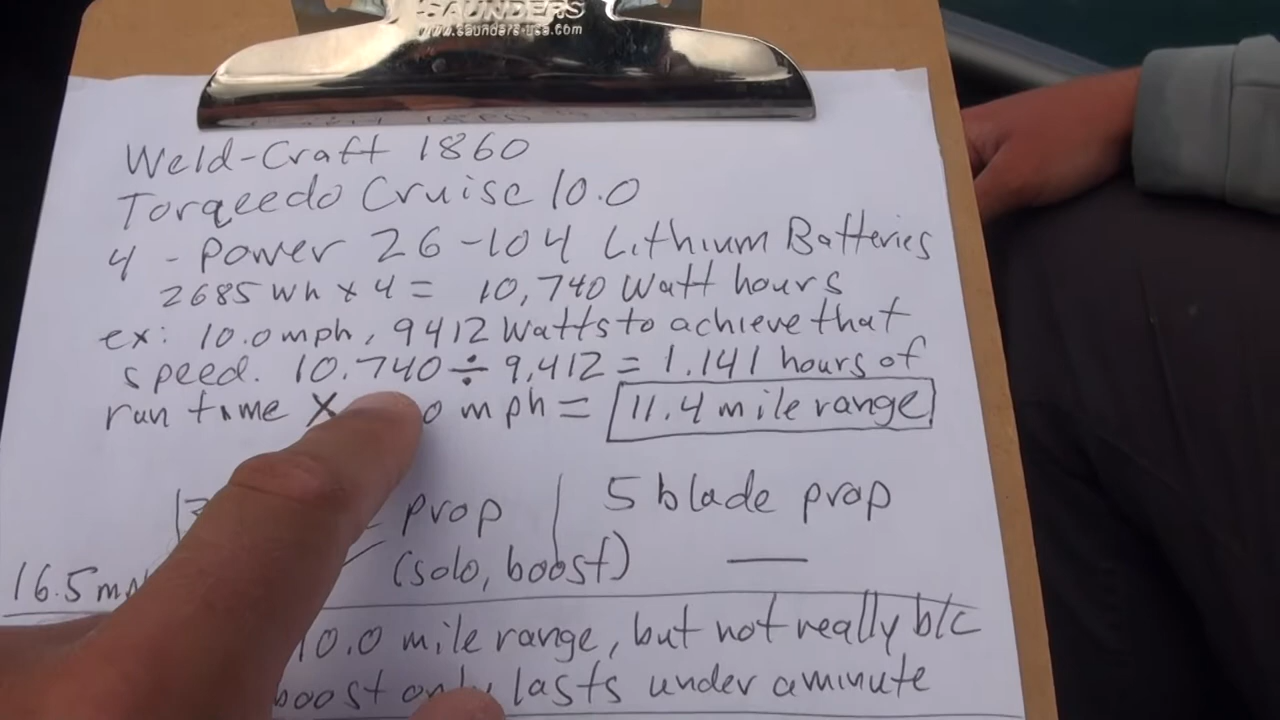 SAUNDERS
www.saunders-usa.com
Weld-Craft 1860
Torqeedo Cruise 10.0
4 - Power 26-104 Lithium Batteries
2685 Wh x 4 = 10,740 Watt hours
ex: 10.0 mph, 9412 Watts to achieve that
speed. 10.740 ÷ 9,412 = 1.141 hours of
run time X 0 mph = 11.4 mile range
prop | 5 blade prop
16.5 (solo, boost) —
10.0 mile range, but not really b/c
boost only lasts under a minute